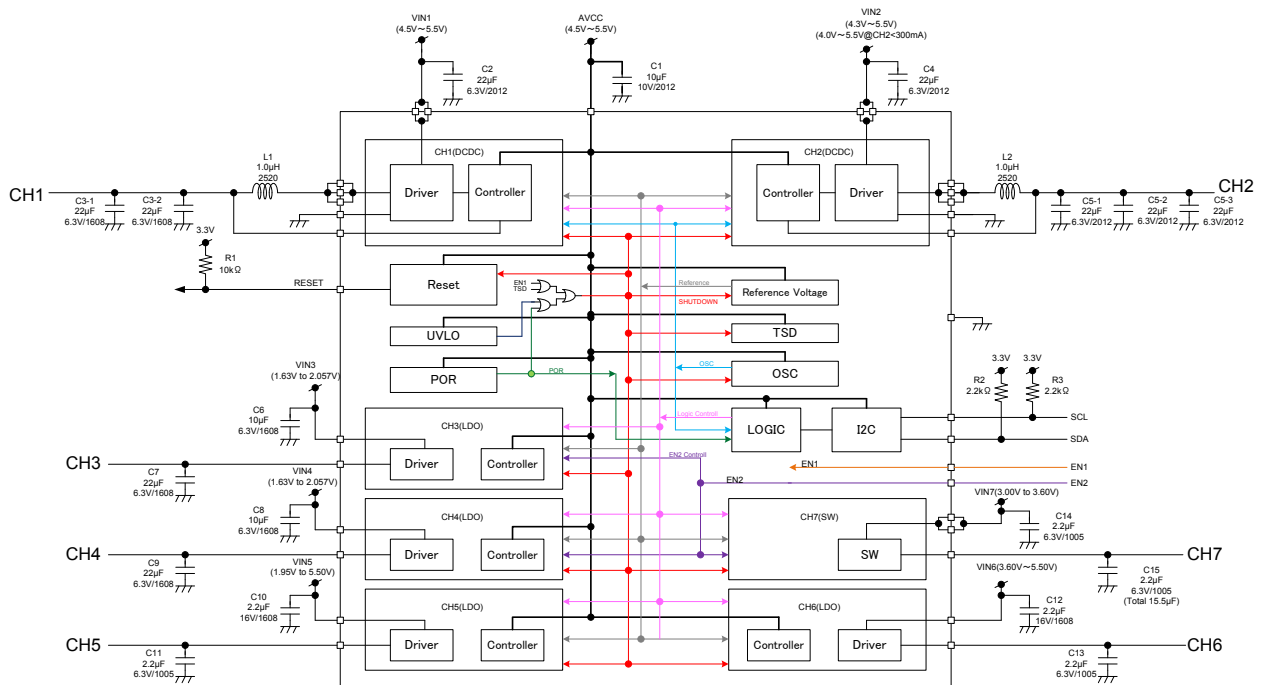 VIN1
(4.5V～5.5V)
AVCC
(4.5V～5.5V)
VIN2
(4.3V～5.5V)
(4.0V～5.5V@CH2<300mA)
C2
22µF
6.3V/2012
C1
10µF
10V/2012
C4
22µF
6.3V/2012
CH1(DCDC)
CH2(DCDC)
L1
1.0µH
2520
Driver
Controller
Controller
Driver
L2
1.0µH
2520
CH1
CH2
C3-1
22µF
6.3V/1608
C3-2
22µF
6.3V/1608
C5-1
22µF
6.3V/2012
C5-2
22µF
6.3V/2012
C5-3
22µF
6.3V/2012
3.3V
R1
10kΩ
RESET
Reset
EN1
TSD
Reference
SHUTDOWN
Reference Voltage
UVLO
TSD
POR
POR
OSC
OSC
VIN3
(1.63V to 2.057V)
C6
10µF
6.3V/1608
3.3V
3.3V
R2
2.2kΩ
R3
2.2kΩ
Logic Controll
LOGIC
I2C
SCL
SDA
CH3(LDO)
Driver
Controller
EN2 Controll
EN1
EN1
EN2
EN2
CH3
C7
22µF
6.3V/1608
VIN4
(1.63V to 2.057V)
C8
10µF
6.3V/1608
CH4(LDO)
Driver
Controller
CH7(SW)
SW
VIN7(3.00V to 3.60V)
C14
2.2µF
6.3V/1005
CH4
CH7
C9
22µF
6.3V/1608
C15
2.2µF
6.3V/1005
(Total 15.5µF)
VIN5
(1.95V to 5.50V)
C10
2.2µF
16V/1608
VIN6(3.60V～5.50V)
C12
2.2µF
16V/1608
CH5(LDO)
Driver
Controller
CH6(LDO)
Controller
Driver
CH5
CH6
C11
2.2µF
6.3V/1005
C13
2.2µF
6.3V/1005